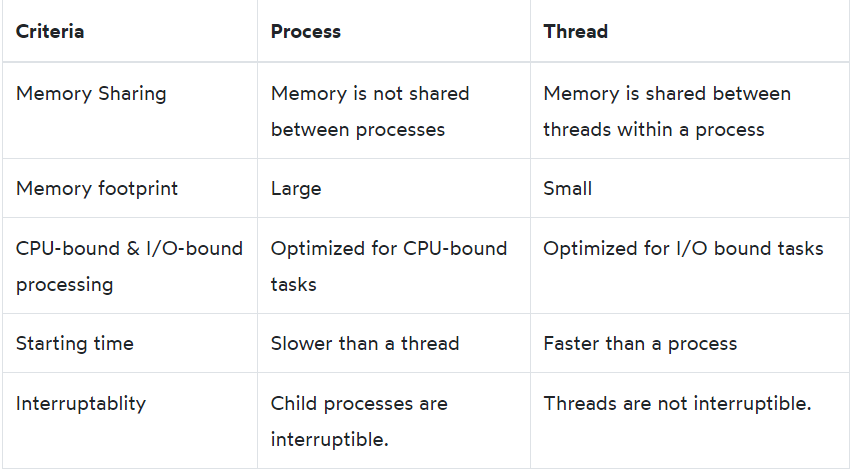 Criteria Process Thread
Memory Sharing Memory is not shared Memory is shared between
between processes threads within a process
Memory footprint Large Small
CPU-bound & I/O-bound Optimized for CPU-bound Optimized for I/O bound tasks
processing tasks
Starting time Slower than a thread Faster than a process
Interruptablity Child processes are Threads are not interruptible.
interruptible.